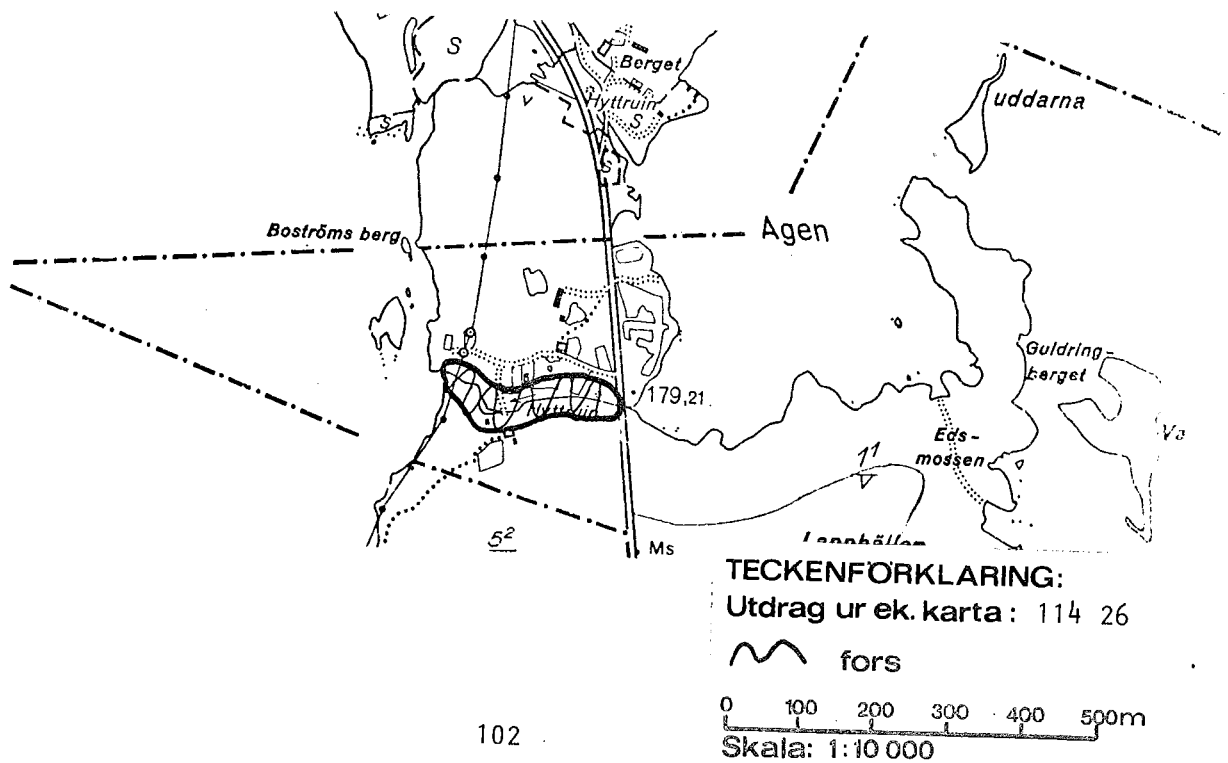 S
Berget
Hyttruin
S
S
S
uddarna
Boströms berg
Agen
Guldring-
berget
179,21
Eds-
mossen
Va
1¹
5²
Ms
TECKENFÖRKLARING:
Utdrag ur ek. karta: 114 26
fors
0 100 200 300 400 500m
Skala: 1:10 000
102